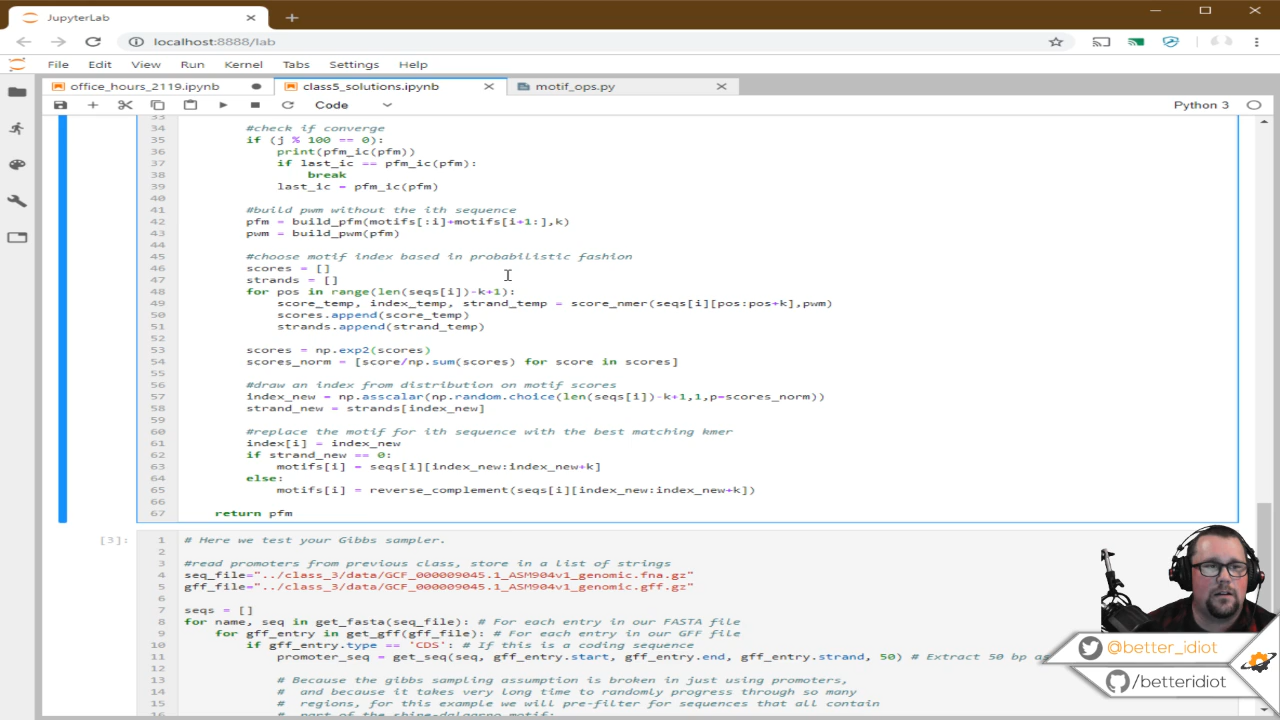 JupyterLab
localhost:8888/lab
File Edit View Run Kernel Tabs Settings Help
office_hours_2119.ipynb class5_solutions.ipynb motif_ops.py
Code Python 3
33
34 #check if converge
35 if (j % 100 == 0):
36 print(pfm_ic(pfm))
37 if last_ic == pfm_ic(pfm):
38 break
39 last_ic = pfm_ic(pfm)
40
41 #build pwm without the ith sequence
42 pfm = build_pfm(motifs[:i]+motifs[i+1:],k)
43 pwm = build_pwm(pfm)
44
45 #choose motif index based in probabilistic fashion
46 scores = []
47 strands = []
48 for pos in range(len(seqs[i])-k+1):
49 score_temp, index_temp, strand_temp = score_nmer(seqs[i][pos:pos+k],pwm)
50 scores.append(score_temp)
51 strands.append(strand_temp)
52
53 scores = np.exp2(scores)
54 scores_norm = [score/np.sum(scores) for score in scores]
55
56 #draw an index from distribution on motif scores
57 index_new = np.asscalar(np.random.choice(len(seqs[i])-k+1,1,p=scores_norm))
58 strand_new = strands[index_new]
59
60 #replace the motif for ith sequence with the best matching kmer
61 index[i] = index_new
62 if strand_new == 0:
63 motifs[i] = seqs[i][index_new:index_new+k]
64 else:
65 motifs[i] = reverse_complement(seqs[i][index_new:index_new+k])
66
67 return pfm
[3]: 1 # Here we test your Gibbs sampler.
2
3 #read promoters from previous class, store in a list of strings
4 seq_file="../class_3/data/GCF_000009045.1_ASM904v1_genomic.fna.gz"
5 gff_file="../class_3/data/GCF_000009045.1_ASM904v1_genomic.gff.gz"
6
7 seqs = []
8 for name, seq in get_fasta(seq_file): # For each entry in our FASTA file
9 for gff_entry in get_gff(gff_file): # For each entry in our GFF file
10 if gff_entry.type == 'CDS': # If this is a coding sequence
11 promoter_seq = get_seq(seq, gff_entry.start, gff_entry.end, gff_entry.strand, 50) # Extract 50 bp
12
13 # Because the gibbs sampling assumption is broken in just using promoters,
14 # and because it takes very long time to randomly progress through so many
15 # regions, for this example we will pre-filter for sequences that all contain
16 # part of the shine-dalgarno motif:
@better_idiot
/betteridiot